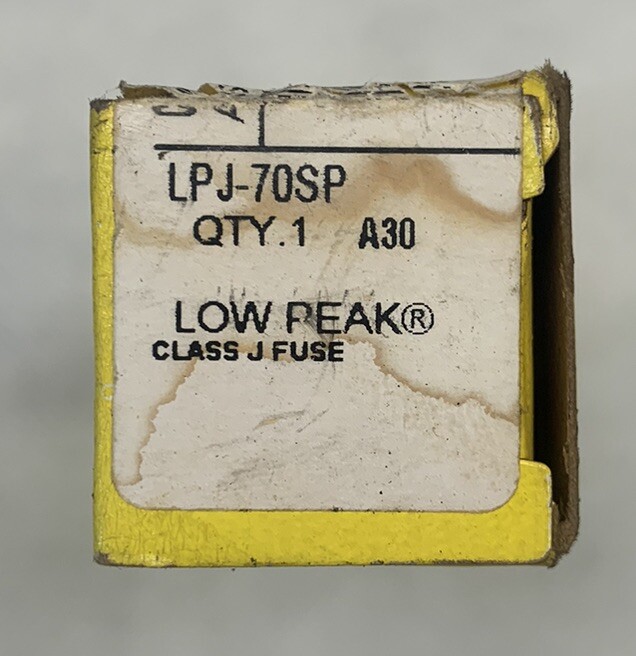 LPJ-70SP
QTY.1 A30
LOW PEAK®
CLASS J FUSE